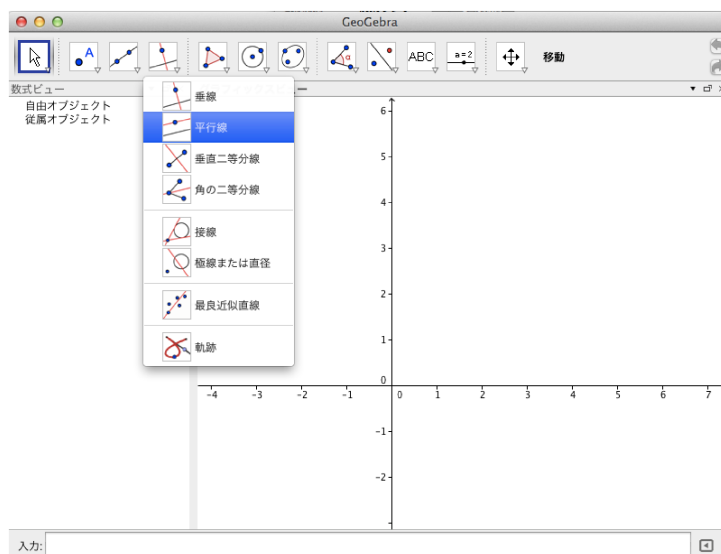 GeoGebra
A
α
ABC
a=2
移動
数式ビュー
ビュー
自由オブジェクト
従属オブジェクト
垂線
平行線
垂直二等分線
角の二等分線
接線
極線または直径
最良近似直線
軌跡
6
5
4
3
2
1
0
-4 -3 -2 -1 0 1 2 3 4 5 6 7
-1
-2
入力: